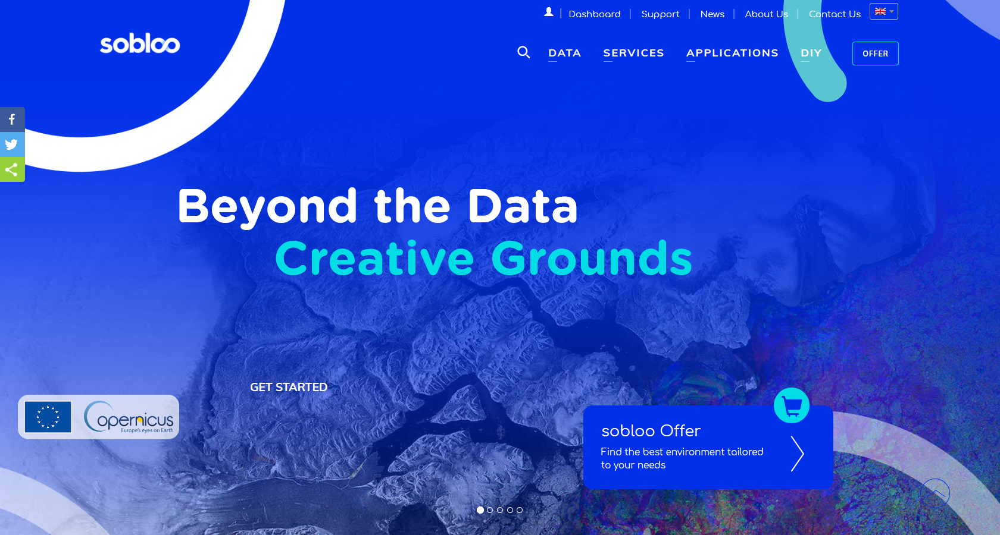 Dashboard
Support
News
About Us
Contact Us
sobloo
DATA
SERVICES
APPLICATIONS
DIY
OFFER
Beyond the Data
Creative Grounds
GET STARTED
opernicus
Europe's eyes on Earth
sobloo Offer
Find the best environment tailored
to your needs